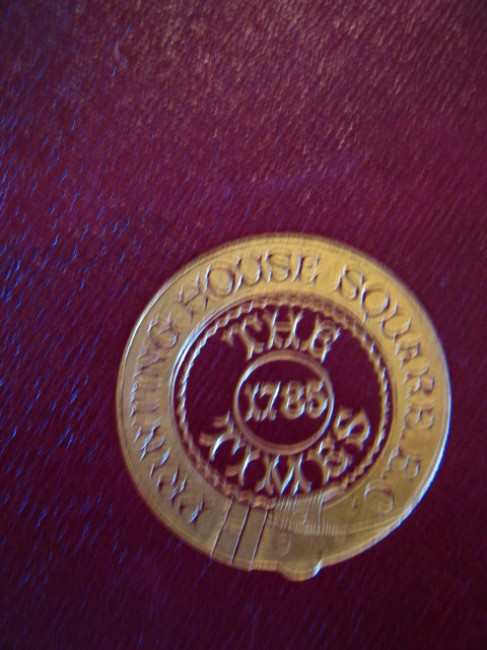 PRINTING HOUSE SQUARE. E.C.
THE
1785
TIMES